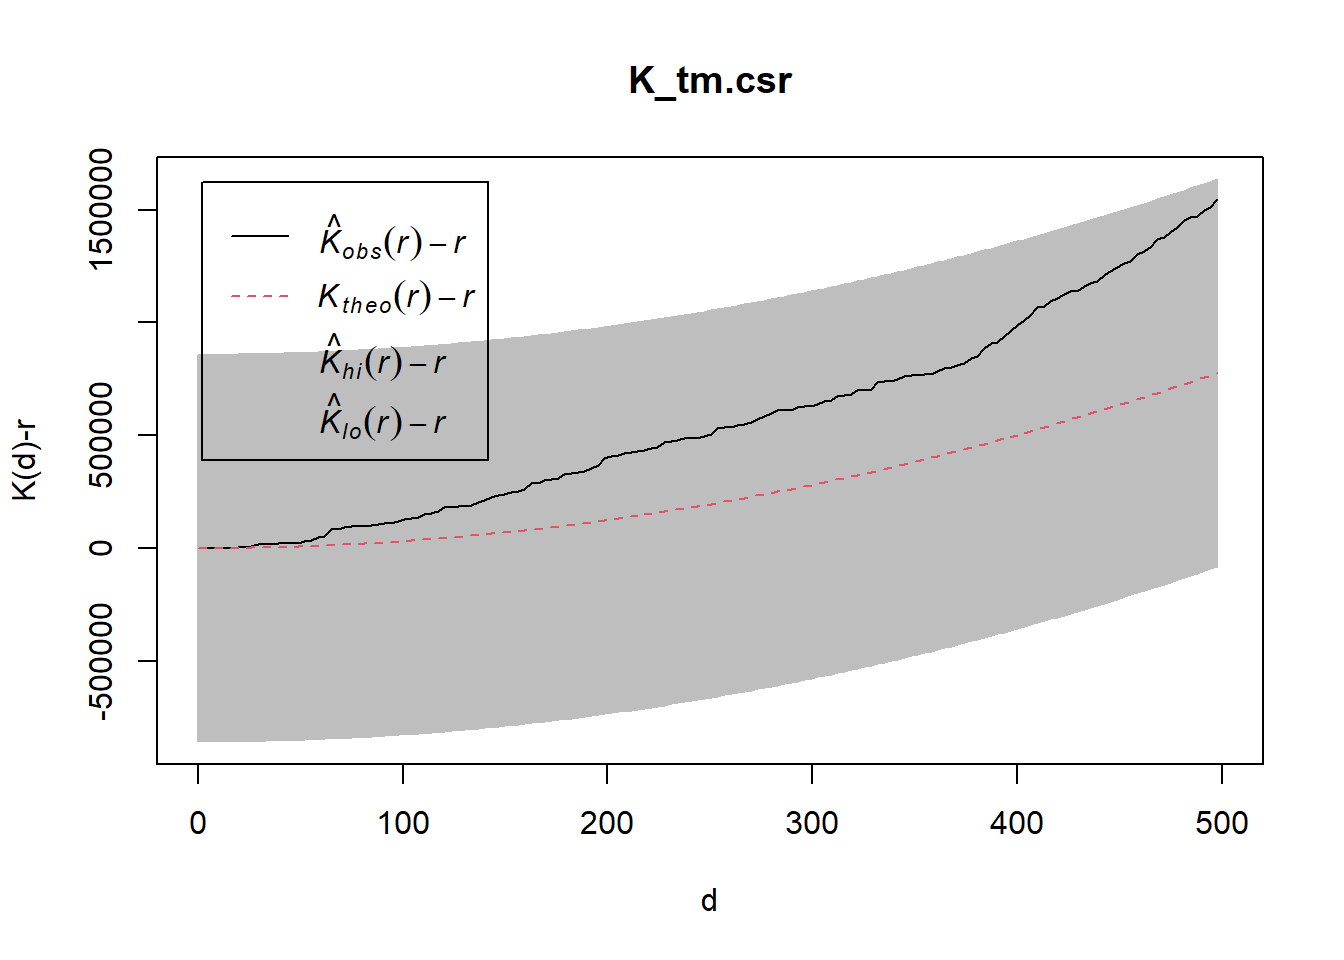 K_tm.csr
K̂obs(r) − r
Ktheo(r) − r
K̂hi(r) − r
K̂lo(r) − r
K(d)-r
1500000
500000
0
-500000
0 100 200 300 400 500
d